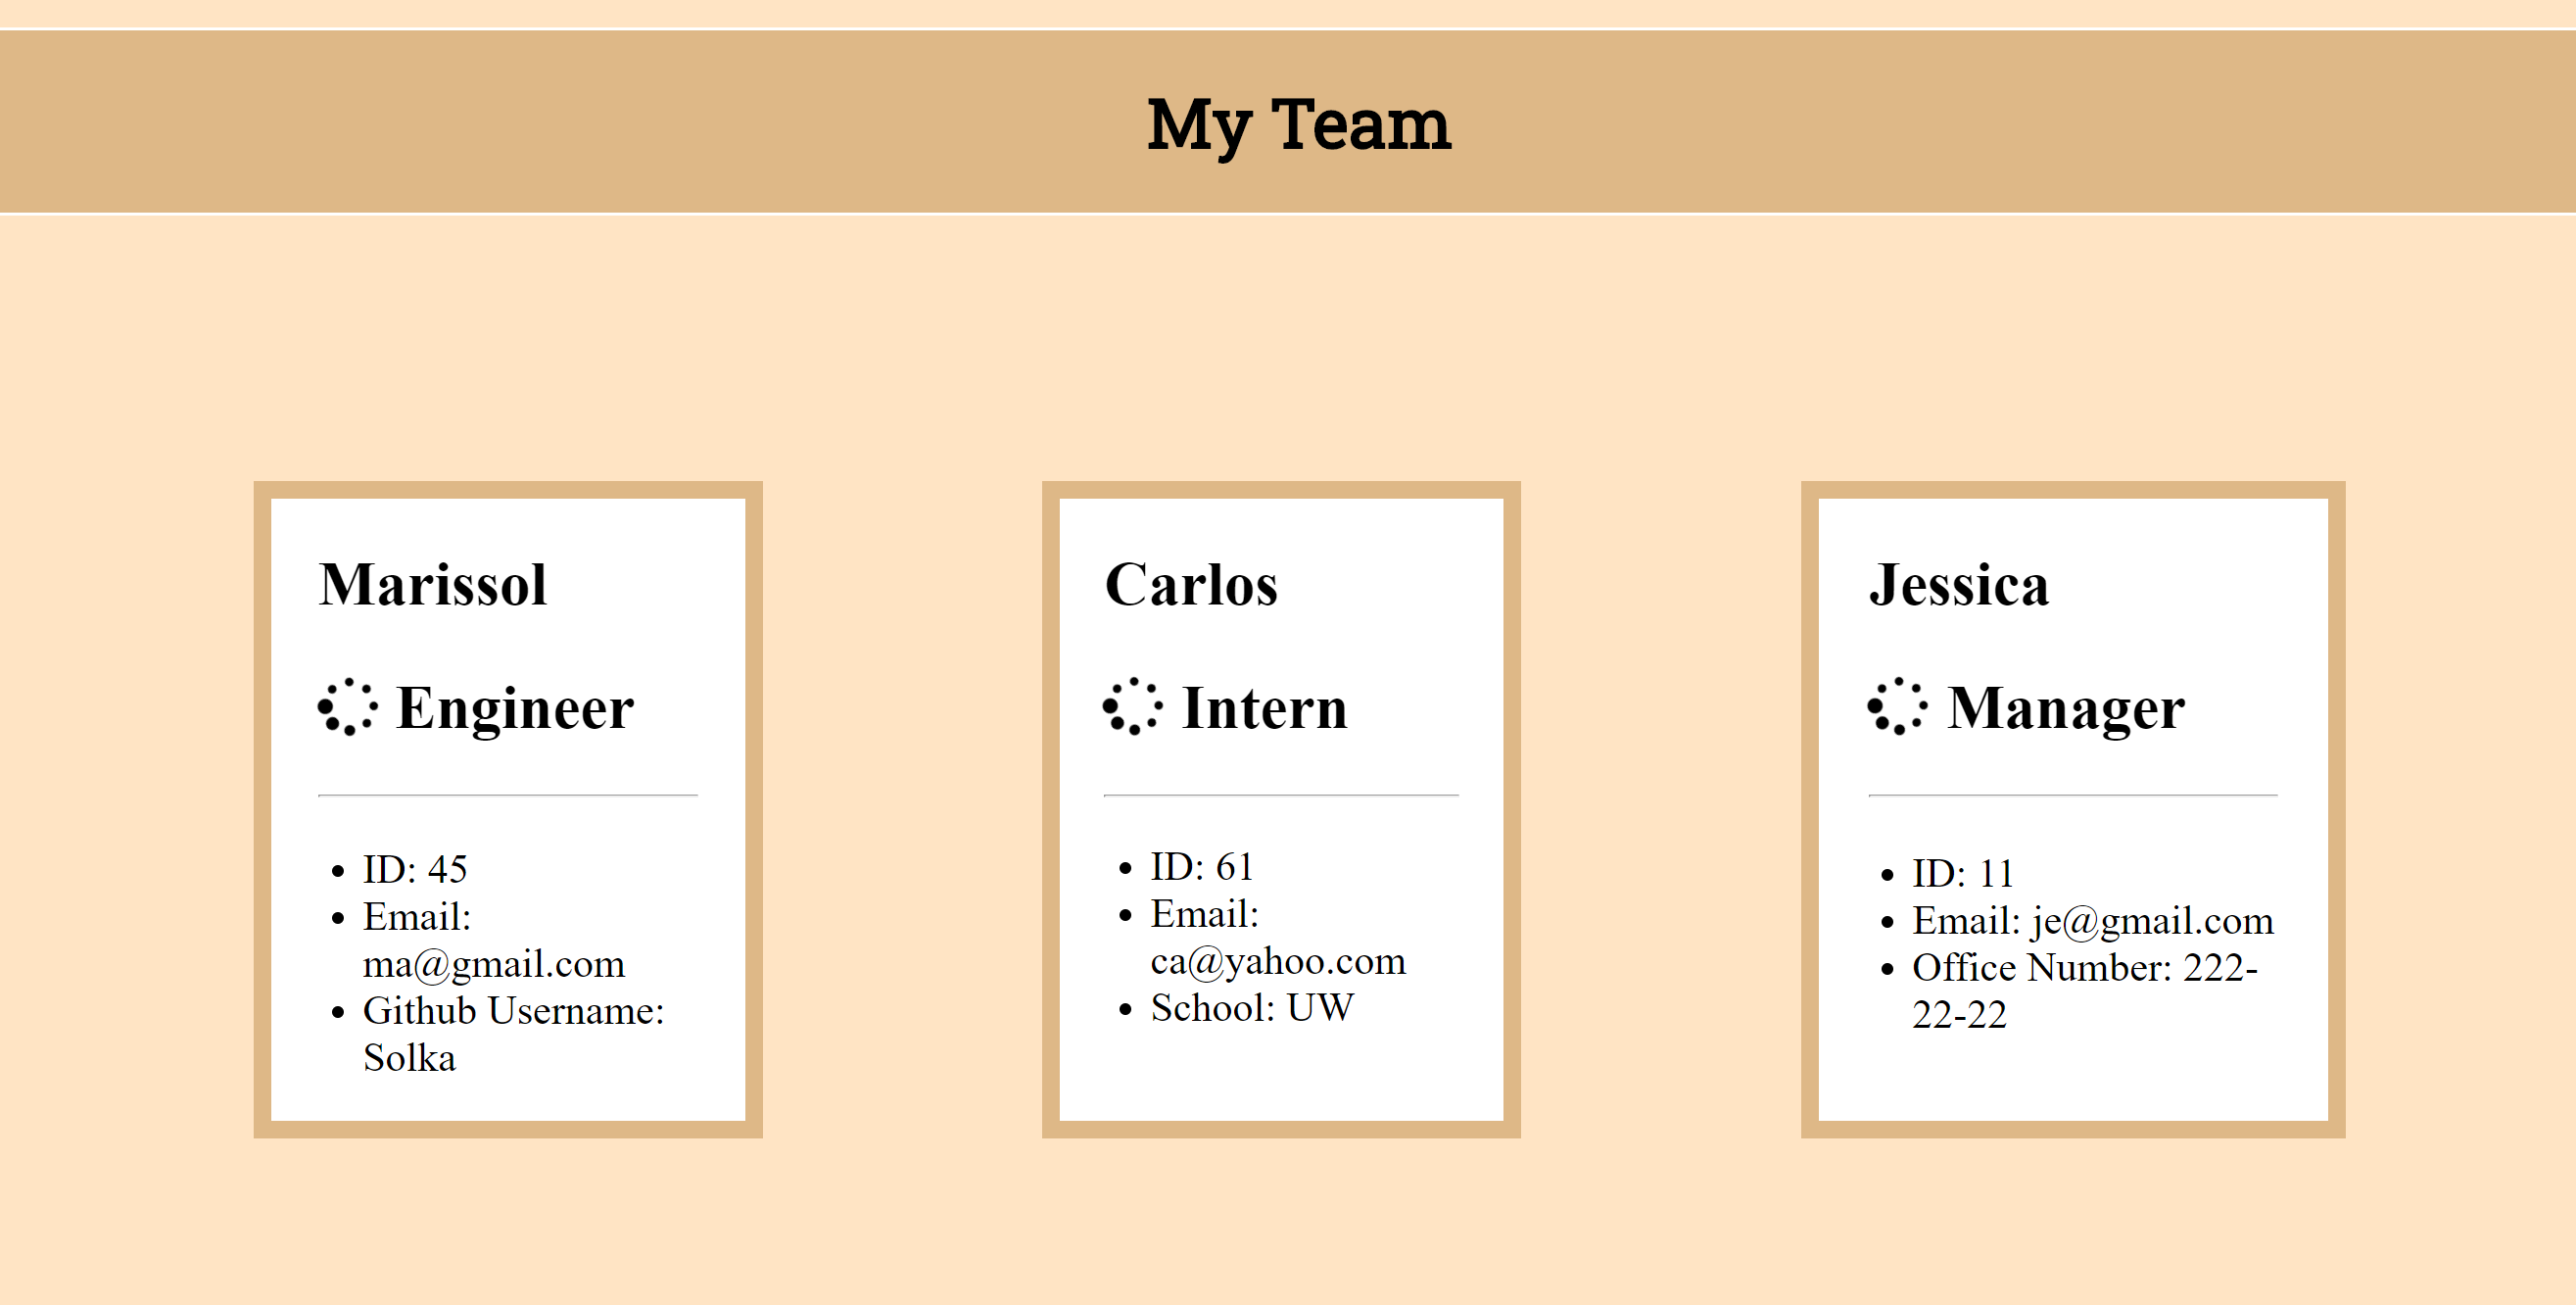 My Team
Marissol
Engineer
ID: 45
Email:
ma@gmail.com
Github Username:
Solka
Carlos
Intern
ID: 61
Email:
ca@yahoo.com
School: UW
Jessica
Manager
ID: 11
Email: je@gmail.com
Office Number: 222-
22-22